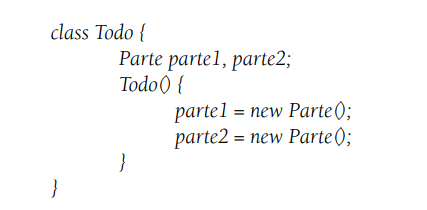 class Todo {
Parte parte1, parte2;
Todo() {
parte1 = new Parte();
parte2 = new Parte();
}
}